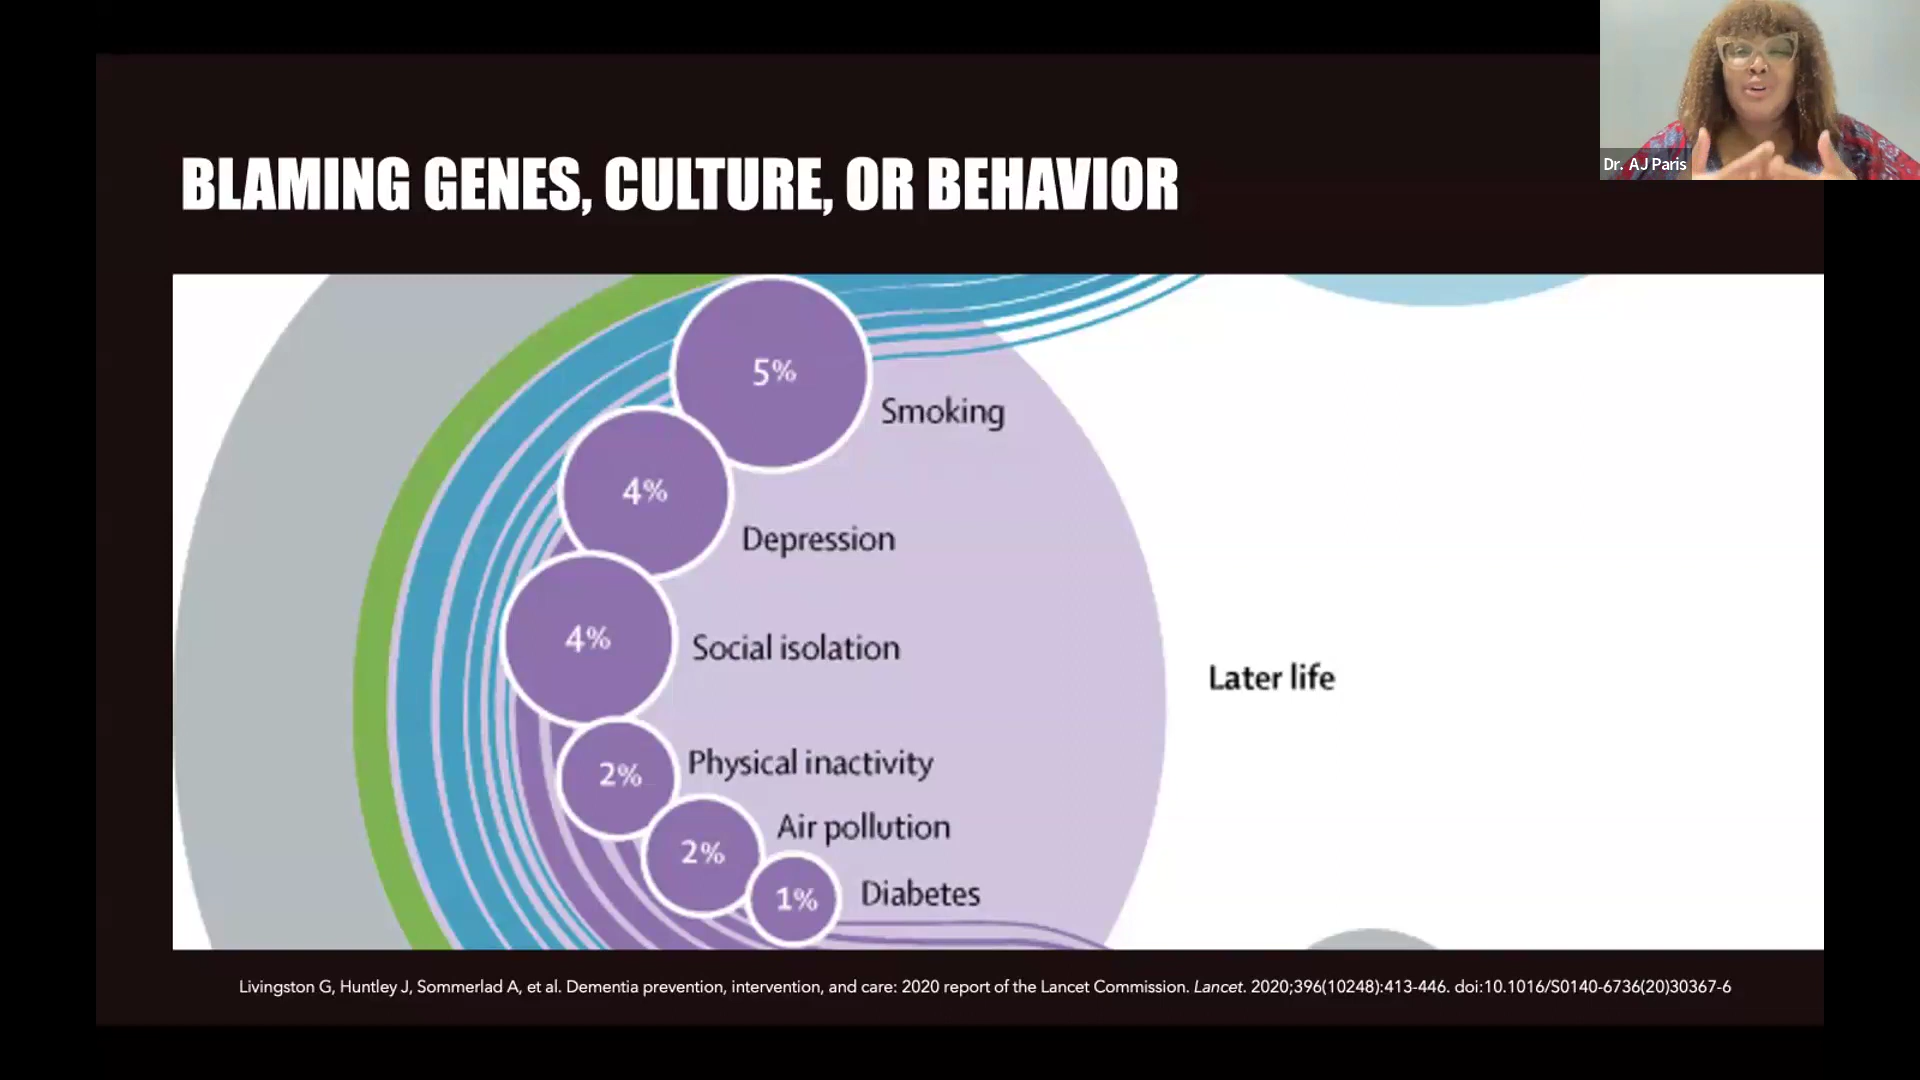 Dr. AJ Paris
BLAMING GENES, CULTURE, OR BEHAVIOR
5%
Smoking
4%
Depression
4%
Social isolation
Later life
2%
Physical inactivity
2%
Air pollution
1%
Diabetes
Livingston G, Huntley J, Sommerlad A, et al. Dementia prevention, intervention, and care: 2020 report of the Lancet Commission. Lancet. 2020;396(10248):413-446. doi:10.1016/S0140-6736(20)30367-6